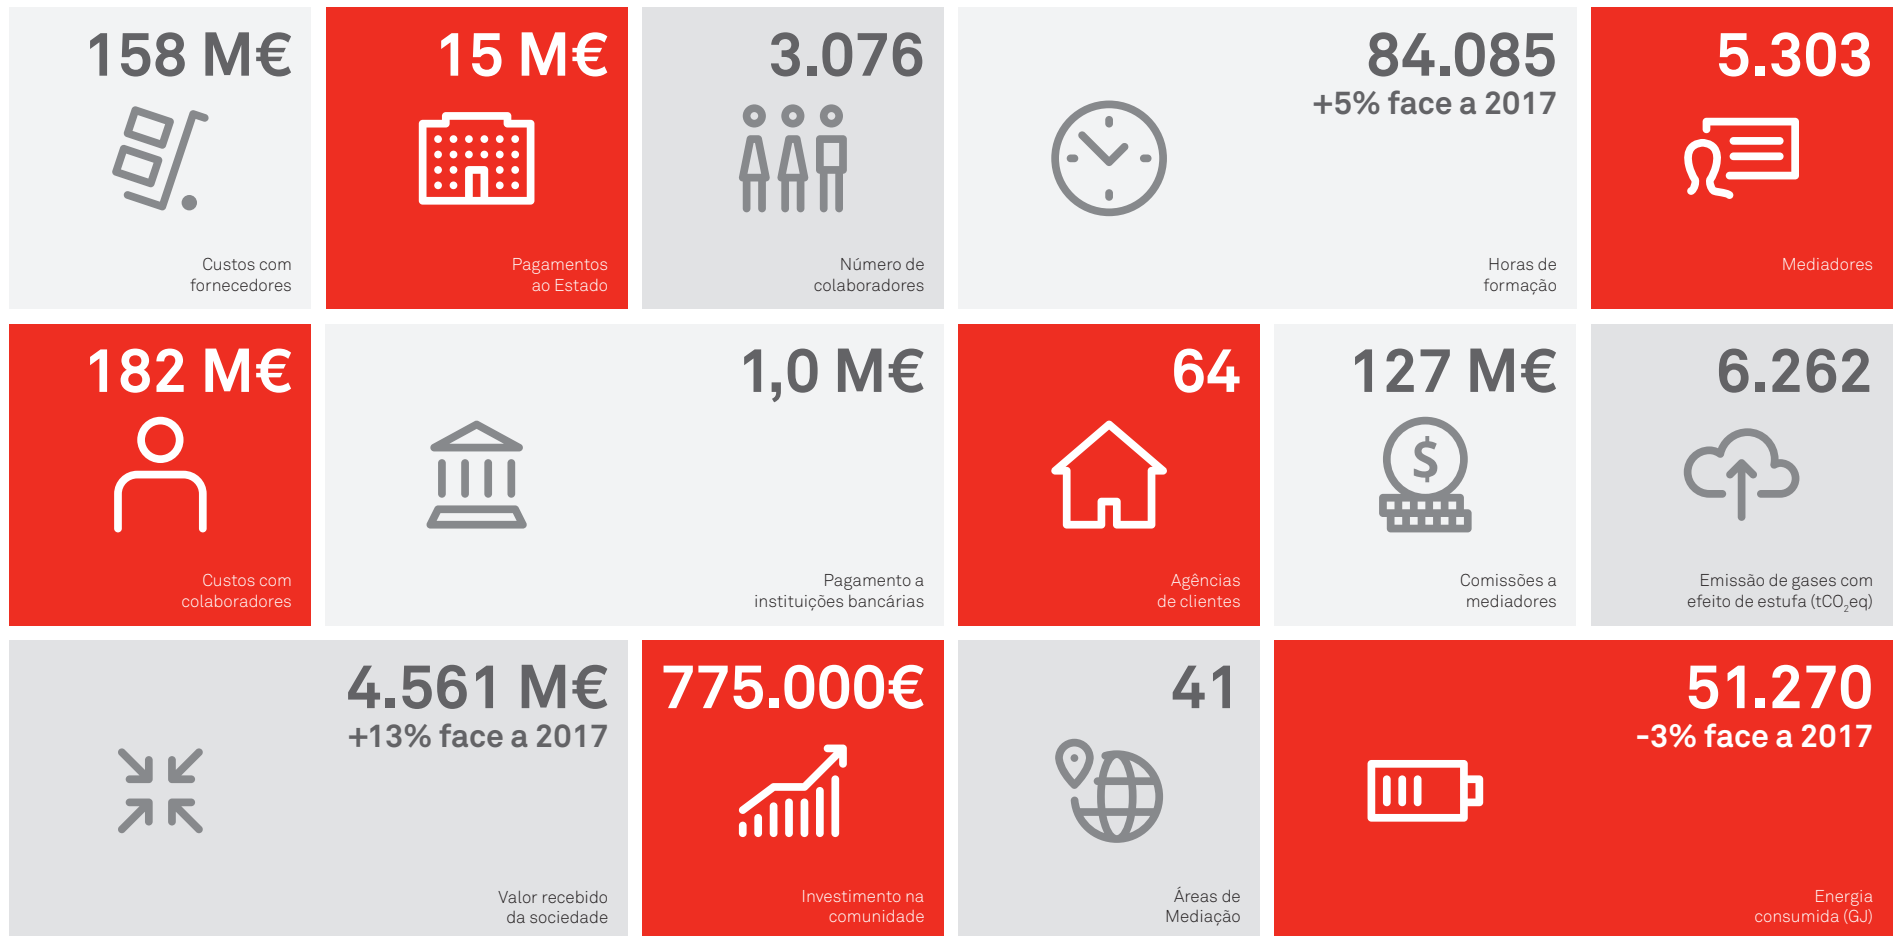 158 M€
Custos com
fornecedores
15 M€
Pagamentos
ao Estado
3.076
Número de
colaboradores
84.085
+5% face a 2017
Horas de
formação
5.303
Mediadores
182 M€
Custos com
colaboradores
1,0 M€
Pagamento a
instituições bancárias
64
Agências
de clientes
127 M€
$
Comissões a
mediadores
6.262
Emissão de gases com
efeito de estufa (tCO₂eq)
4.561 M€
+13% face a 2017
Valor recebido
da sociedade
775.000€
Investimento na
comunidade
41
Áreas de
Mediação
51.270
-3% face a 2017
Energia
consumida (GJ)